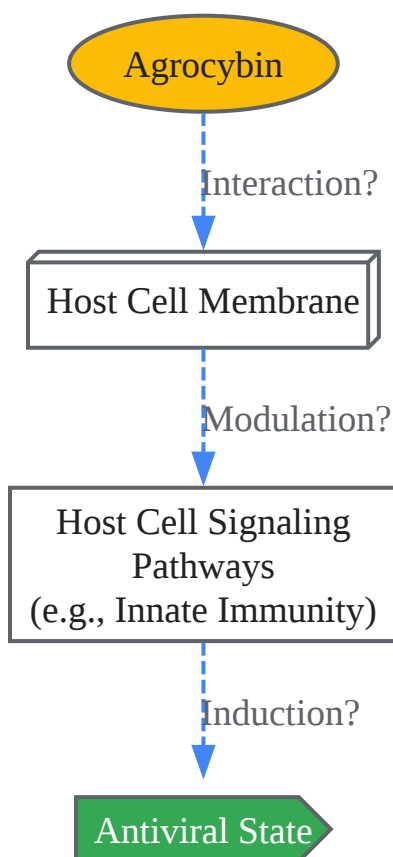 Agrocybin
Interaction?
Host Cell Membrane
Modulation?
Host Cell Signaling
Pathways
(e.g., Innate Immunity)
Induction?
Antiviral State